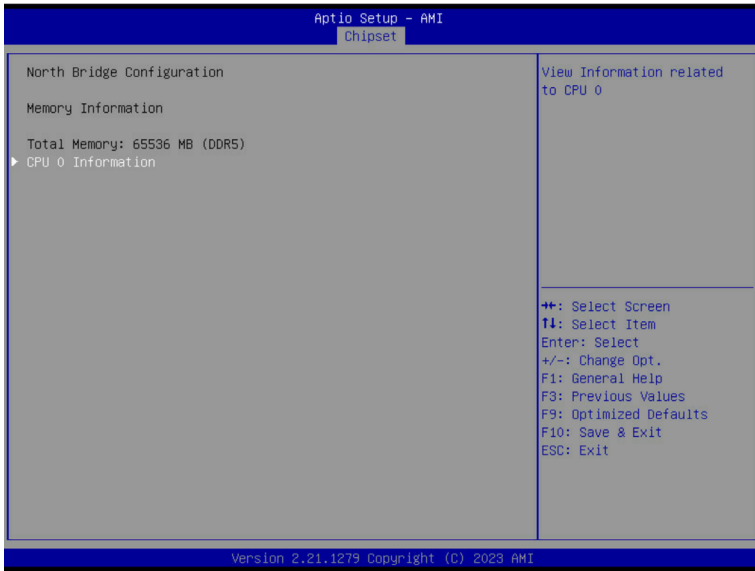 Aptio Setup – AMI
Chipset
North Bridge Configuration
Memory Information
Total Memory: 65536 MB (DDR5)
CPU 0 Information
View Information related
to CPU 0
→←: Select Screen
↑↓: Select Item
Enter: Select
+/-: Change Opt.
F1: General Help
F3: Previous Values
F9: Optimized Defaults
F10: Save & Exit
ESC: Exit
Version 2.21.1279 Copyright (C) 2023 AMI